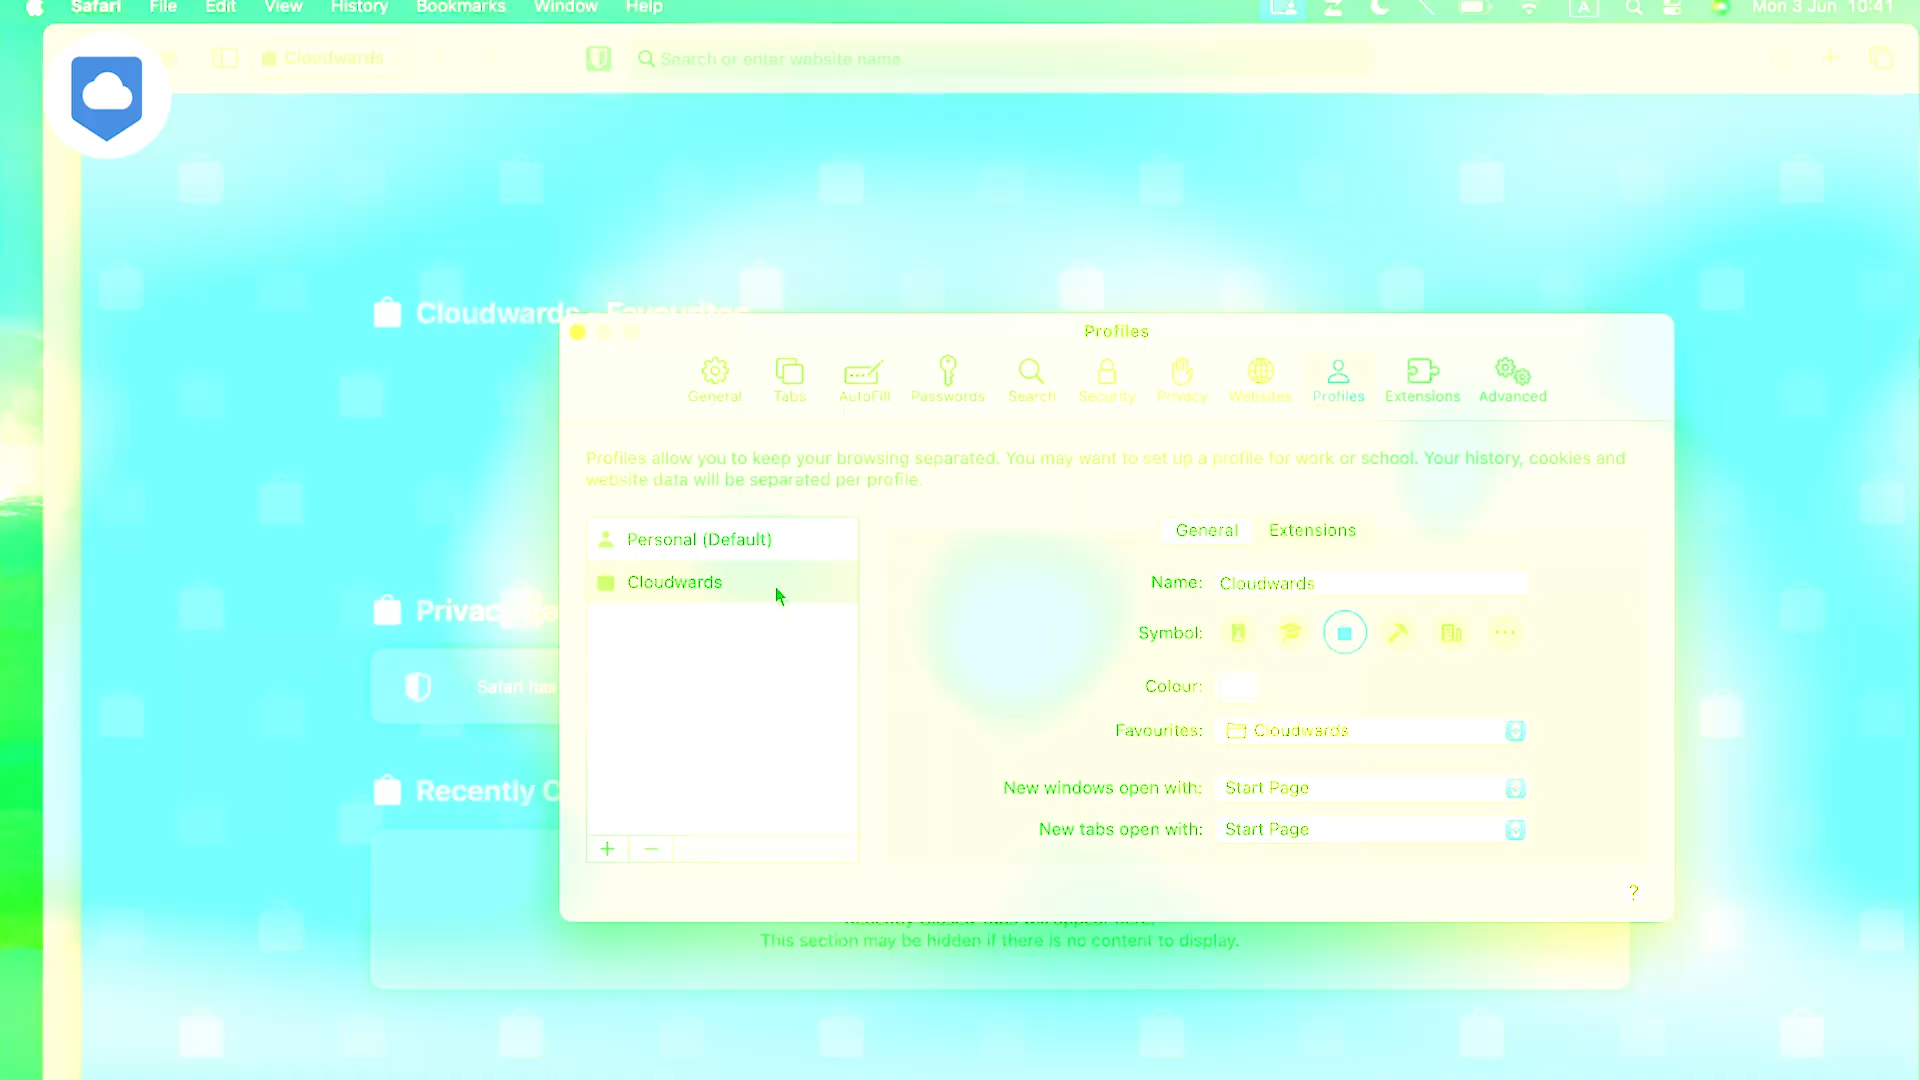 Safari File Edit View History Bookmarks Window Help
Mon 3 Jun 10:41
Cloudwards
Search or enter website name
Cloudwards - Favourites
Profiles
General Tabs AutoFill Passwords Search Security Privacy Websites Profiles Extensions Advanced
Profiles allow you to keep your browsing separated. You may want to set up a profile for work or school. Your history, cookies and
website data will be separated per profile.
Personal (Default)
Cloudwards
General Extensions
Name: Cloudwards
Symbol:
Colour:
Favourites: Cloudwards
New windows open with: Start Page
New tabs open with: Start Page
+ −
?
Safari has
Recently
This section may be hidden if there is no content to display.